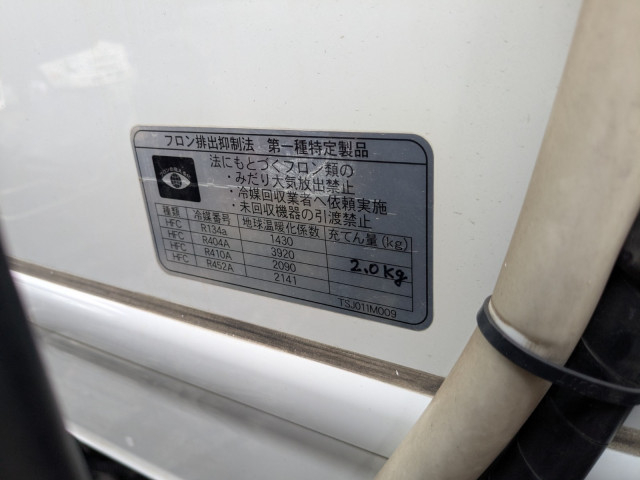 フロン排出抑制法 第一種特定製品
法にもとづくフロン類の
・みだり大気放出禁止
・冷媒回収業者へ依頼実施
・未回収機器の引渡禁止
種類 冷媒番号 地球温暖化係数 充てん量(kg)
HFC R134a 1430
HFC R404A 3920 2.0kg
HFC R410A 2090
HFC R452A 2141
TSJ011M009